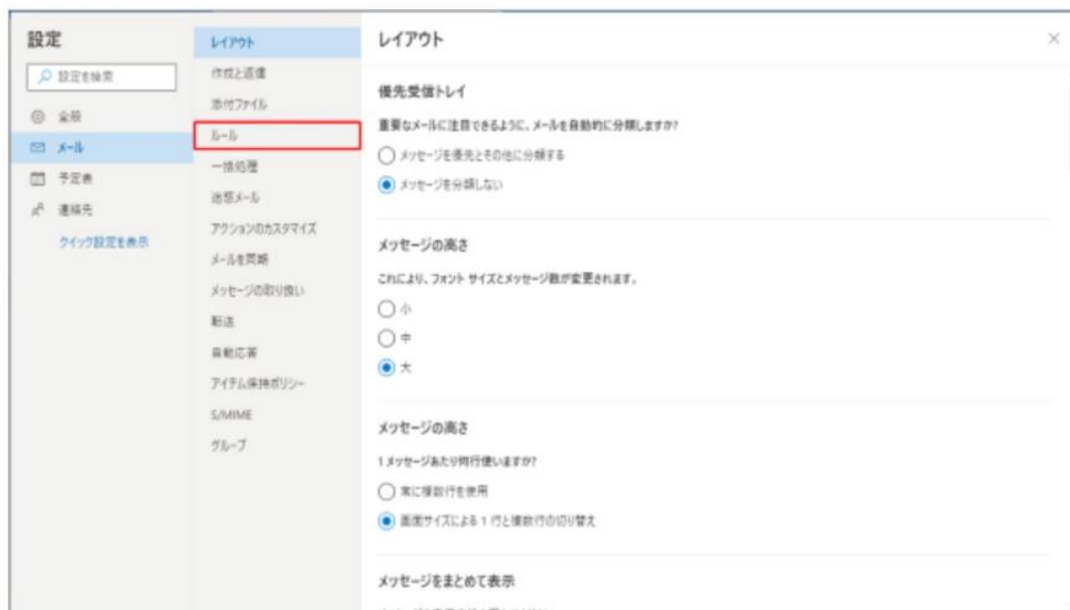 設定
設定を検索
全般
メール
予定表
連絡先
クイック設定を表示
レイアウト
作成と返信
添付ファイル
ルール
一括処理
迷惑メール
アクションのカスタマイズ
メールを同期
メッセージの取り扱い
転送
自動応答
アイテム保持ポリシー
S/MIME
グループ
レイアウト
優先受信トレイ
重要なメールに注目できるように、メールを自動的に分類しますか?
メッセージを優先とその他に分類する
メッセージを分類しない
メッセージの高さ
これにより、フォント サイズとメッセージ数が変更されます。
小
中
大
メッセージの高さ
1 メッセージあたり何行使いますか?
常に複数行を使用
画面サイズによる 1 行と複数行の切り替え
メッセージをまとめて表示